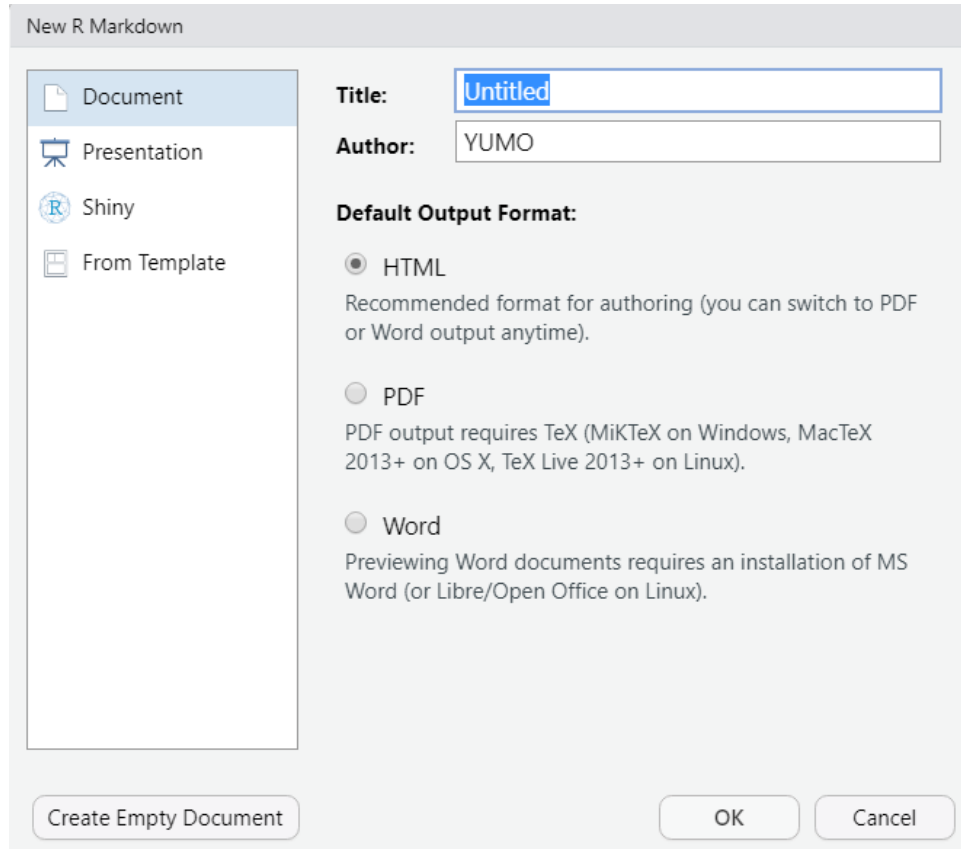 New R Markdown
Document
Presentation
Shiny
From Template
Title:
Untitled
Author:
YUMO
Default Output Format:
HTML
Recommended format for authoring (you can switch to PDF
or Word output anytime).
PDF
PDF output requires TeX (MiKTeX on Windows, MacTeX
2013+ on OS X, TeX Live 2013+ on Linux).
Word
Previewing Word documents requires an installation of MS
Word (or Libre/Open Office on Linux).
Create Empty Document
OK
Cancel